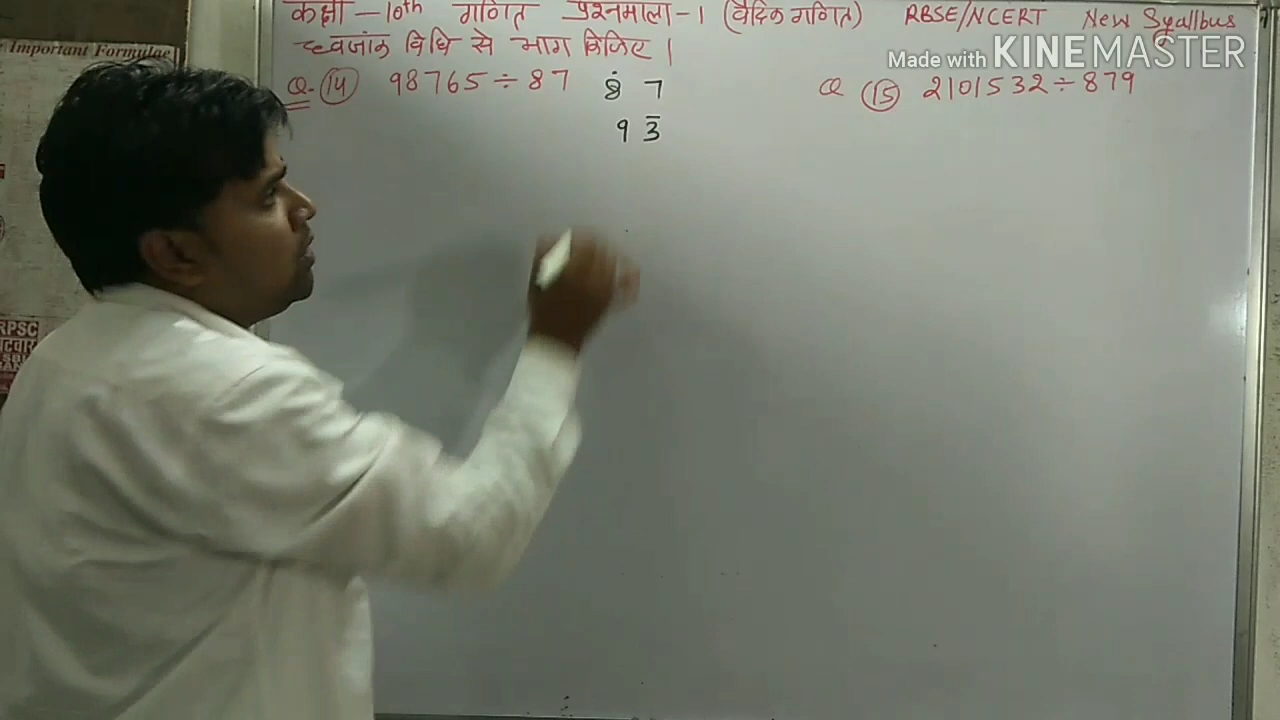 कक्षा - 10th गणित प्रश्नमाला - 1 (वैदिक गणित) RBSE/NCERT New Syallbus
ध्वजांक विधि से भाग किजिए।
Made with KINEMASTER
Q. 14 98765 ÷ 87 8̇ 7
9 3̅
Q 15 2101532 ÷ 879
Important Formulae
RPSC